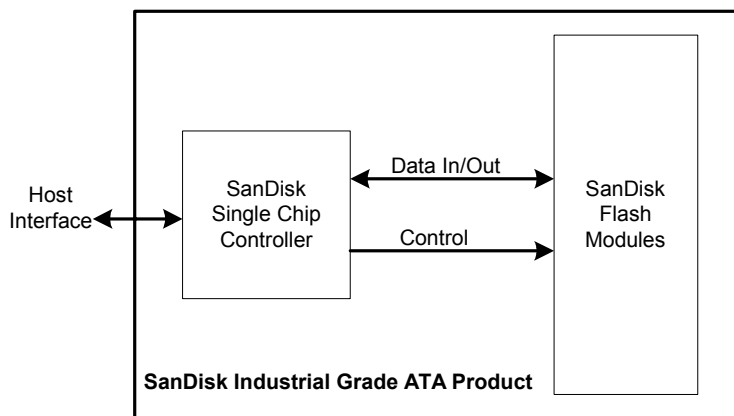 Host
Interface
SanDisk
Single Chip
Controller
Data In/Out
Control
SanDisk
Flash
Modules
SanDisk Industrial Grade ATA Product